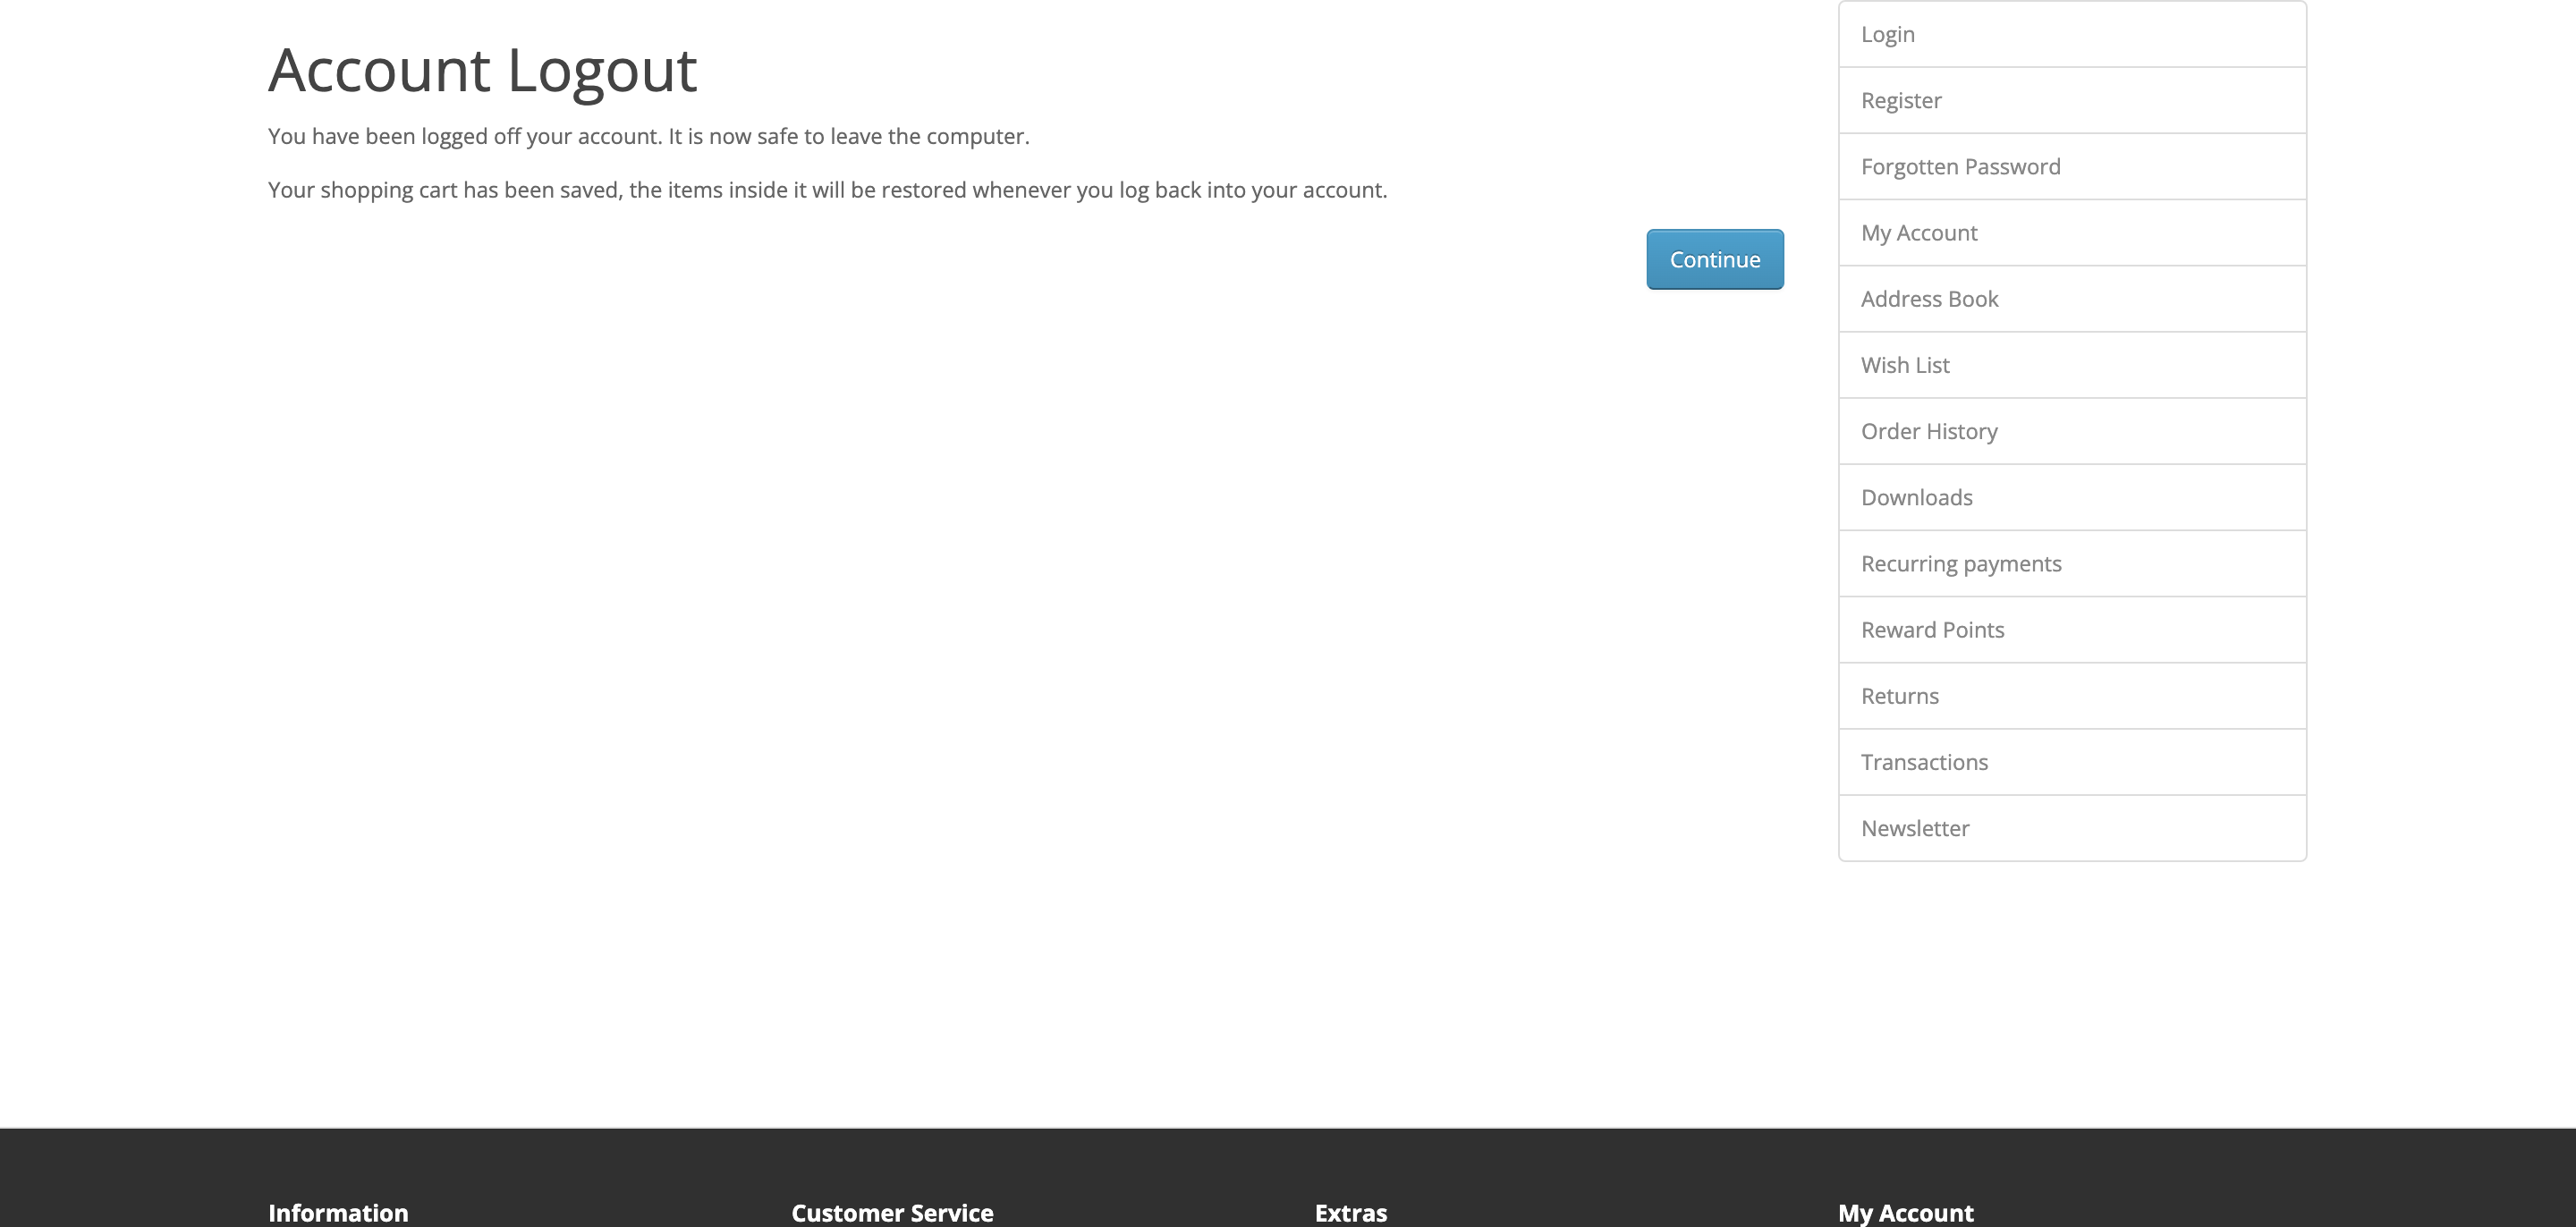 Account Logout
You have been logged off your account. It is now safe to leave the computer.
Your shopping cart has been saved, the items inside it will be restored whenever you log back into your account.
Continue
Login
Register
Forgotten Password
My Account
Address Book
Wish List
Order History
Downloads
Recurring payments
Reward Points
Returns
Transactions
Newsletter
Information
Customer Service
Extras
My Account